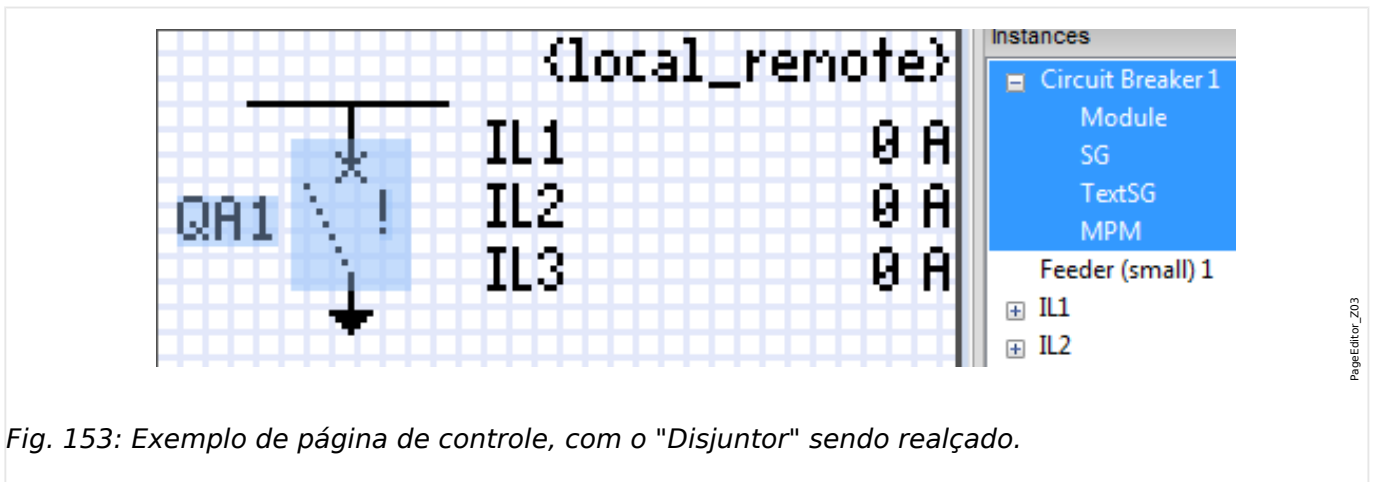 {local_remote}
IL1 0 A
QA1 ! IL2 0 A
IL3 0 A
Instances
Circuit Breaker 1
Module
SG
TextSG
MPM
Feeder (small) 1
IL1
IL2
PageEditor_Z03
Fig. 153: Exemplo de página de controle, com o "Disjuntor" sendo realçado.